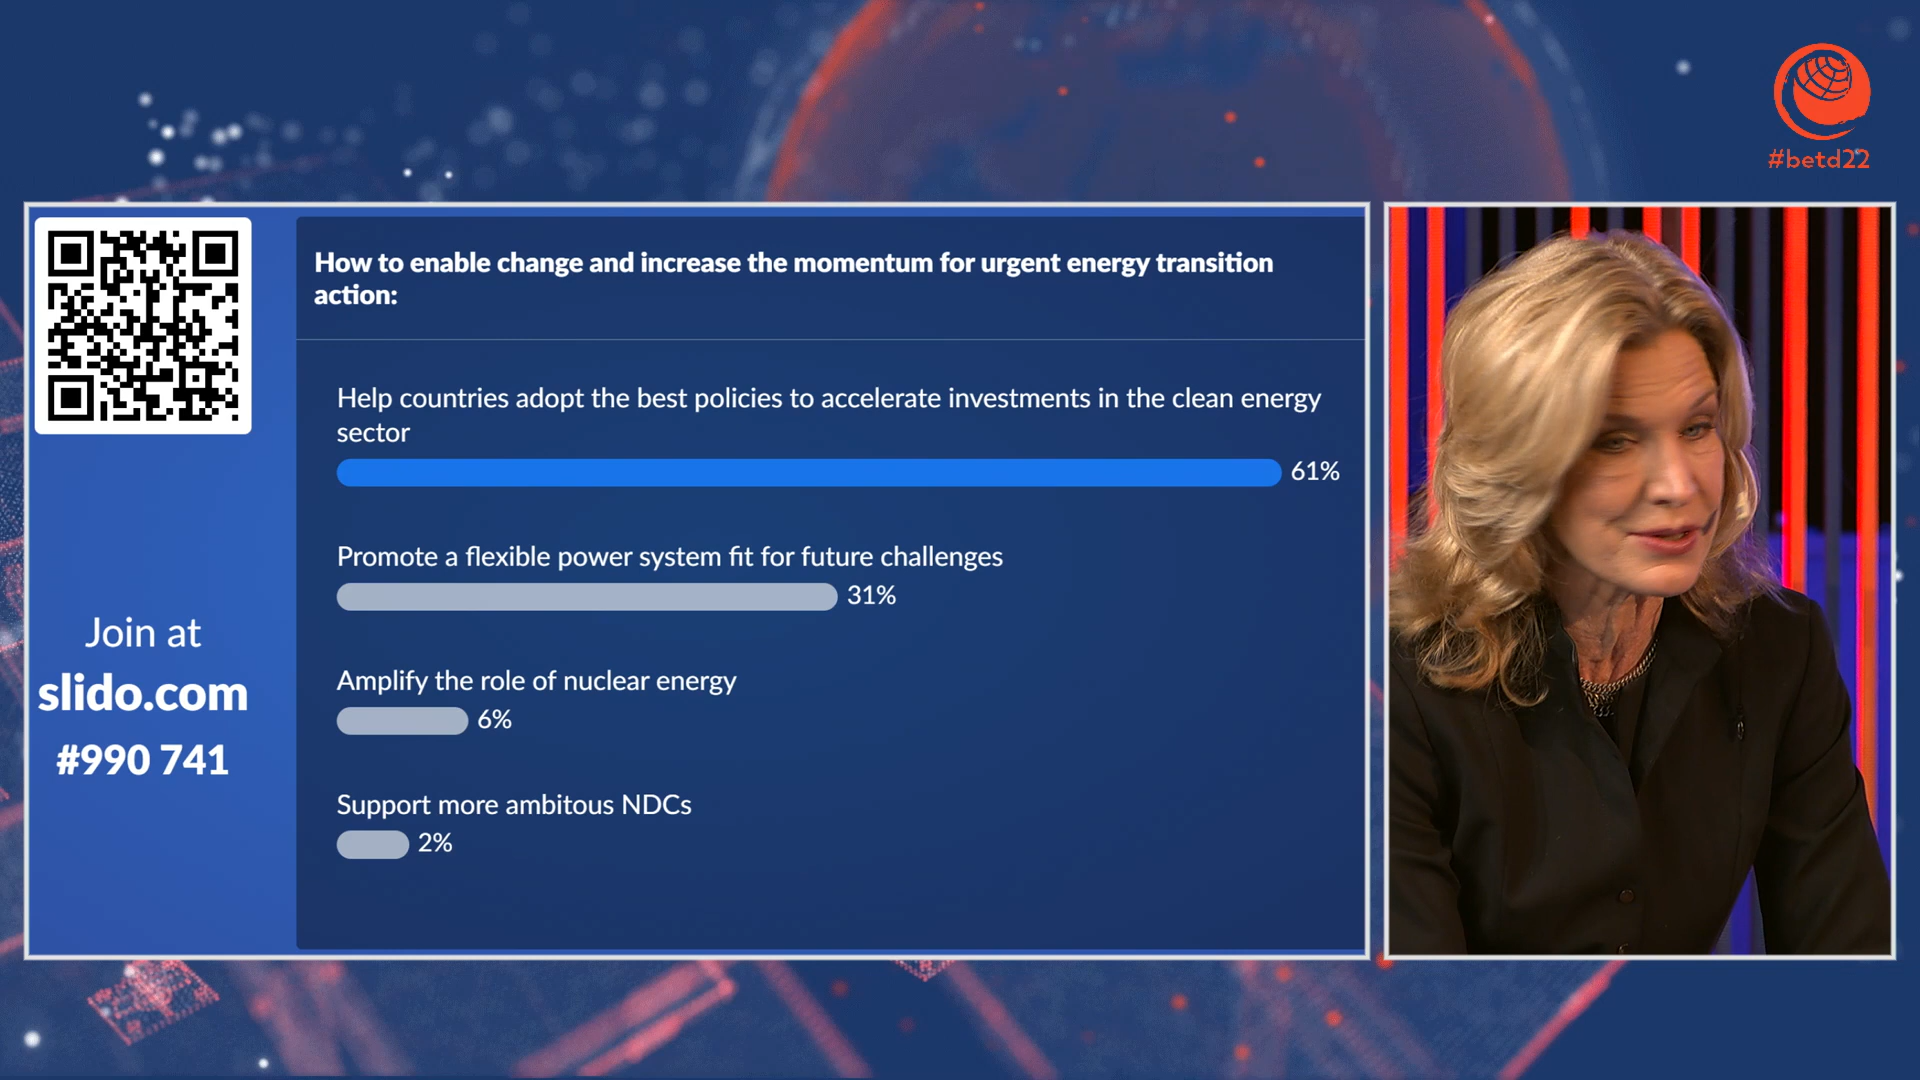 #betd22
How to enable change and increase the momentum for urgent energy transition
action:
Help countries adopt the best policies to accelerate investments in the clean energy
sector
61%
Promote a flexible power system fit for future challenges
31%
Amplify the role of nuclear energy
6%
Support more ambitous NDCs
2%
Join at
slido.com
#990 741